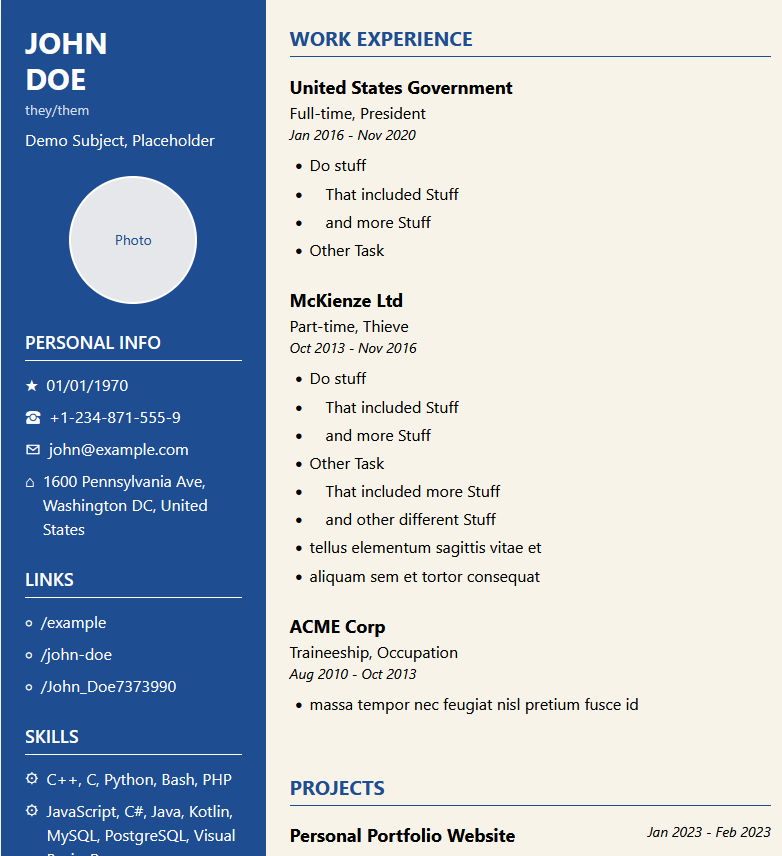 JOHN
DOE
they/them
Demo Subject, Placeholder
Photo
PERSONAL INFO
★ 01/01/1970
☎ +1-234-871-555-9
✉ john@example.com
⌂ 1600 Pennsylvania Ave,
Washington DC, United
States
LINKS
/example
/john-doe
/John_Doe7373990
SKILLS
⚙ C++, C, Python, Bash, PHP
⚙ JavaScript, C#, Java, Kotlin,
MySQL, PostgreSQL, Visual
WORK EXPERIENCE
United States Government
Full-time, President
Jan 2016 - Nov 2020
• Do stuff
• That included Stuff
• and more Stuff
• Other Task
McKienze Ltd
Part-time, Thieve
Oct 2013 - Nov 2016
• Do stuff
• That included Stuff
• and more Stuff
• Other Task
• That included more Stuff
• and other different Stuff
• tellus elementum sagittis vitae et
• aliquam sem et tortor consequat
ACME Corp
Traineeship, Occupation
Aug 2010 - Oct 2013
• massa tempor nec feugiat nisl pretium fusce id
PROJECTS
Personal Portfolio Website Jan 2023 - Feb 2023